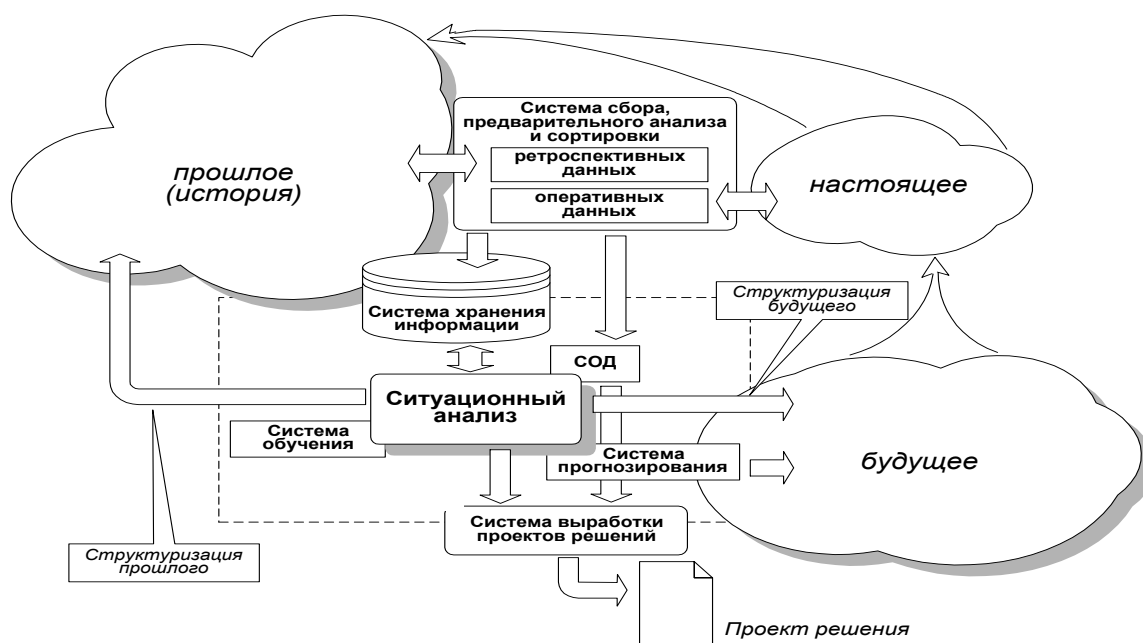 Система сбора,
предварительного анализа
и сортировки
ретроспективных
данных
оперативных
данных
прошлое
(история)
настоящее
Система хранения
информации
Структуризация
будущего
СОД
Ситуационный
анализ
Система
обучения
Система
прогнозирования
будущее
Система выработки
проектов решений
Структуризация
прошлого
Проект решения